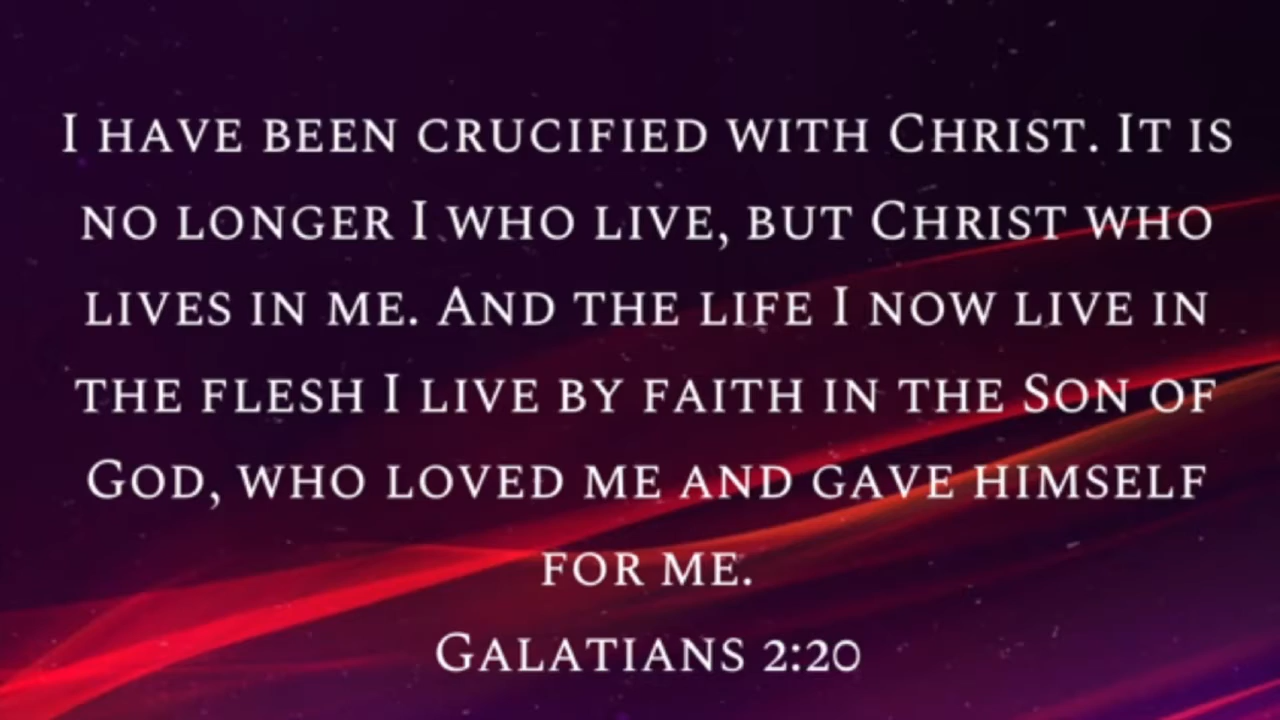 I have been crucified with Christ. It is
no longer I who live, but Christ who
lives in me. And the life I now live in
the flesh I live by faith in the Son of
God, who loved me and gave himself
for me.
Galatians 2:20